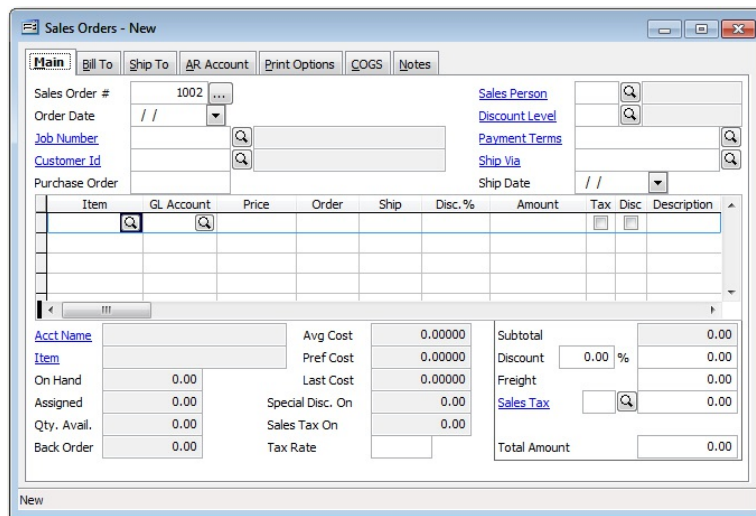 Sales Orders - New
Main Bill To Ship To AR Account Print Options COGS Notes
Sales Order # 1002 ... Sales Person
Order Date / / Discount Level
Job Number Payment Terms
Customer Id Ship Via
Purchase Order Ship Date / /
Item GL Account Price Order Ship Disc.% Amount Tax Disc Description
Acct Name Avg Cost 0.00000 Subtotal 0.00
Item Pref Cost 0.00000 Discount 0.00 % 0.00
On Hand 0.00 Last Cost 0.00000 Freight 0.00
Assigned 0.00 Special Disc. On 0.00 Sales Tax 0.00
Qty. Avail. 0.00 Sales Tax On 0.00
Back Order 0.00 Tax Rate Total Amount 0.00
New